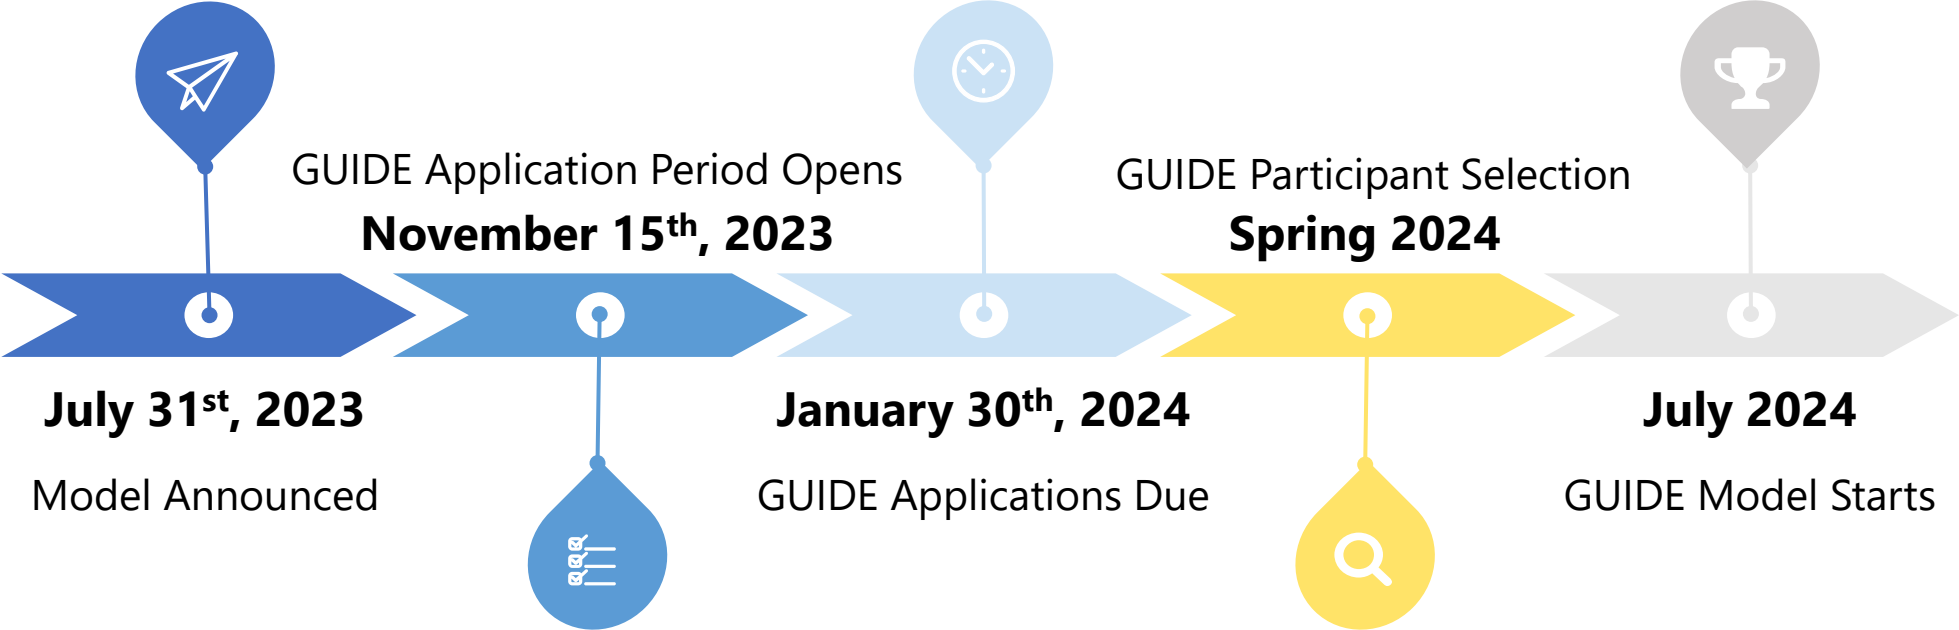 July 31st, 2023
Model Announced
GUIDE Application Period Opens
November 15th, 2023
January 30th, 2024
GUIDE Applications Due
GUIDE Participant Selection
Spring 2024
July 2024
GUIDE Model Starts